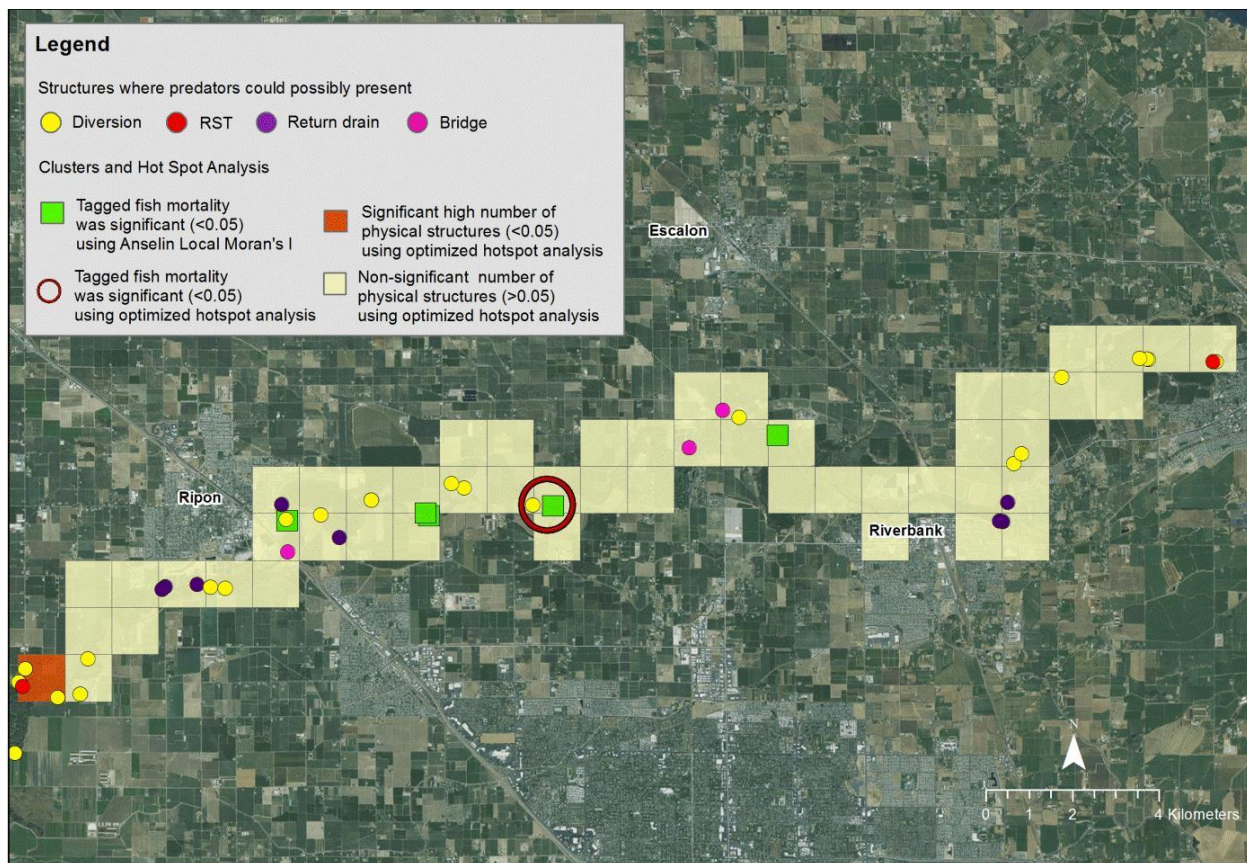 Legend
Structures where predators could possibly present
Diversion RST Return drain Bridge
Clusters and Hot Spot Analysis
Tagged fish mortality
was significant (<0.05)
using Anselin Local Moran's I
Significant high number of
physical structures (<0.05)
using optimized hotspot analysis
Tagged fish mortality
was significant (<0.05)
using optimized hotspot analysis
Non-significant number of
physical structures (>0.05)
using optimized hotspot analysis
Escalon
Ripon
Riverbank
N
0 1 2 4 Kilometers